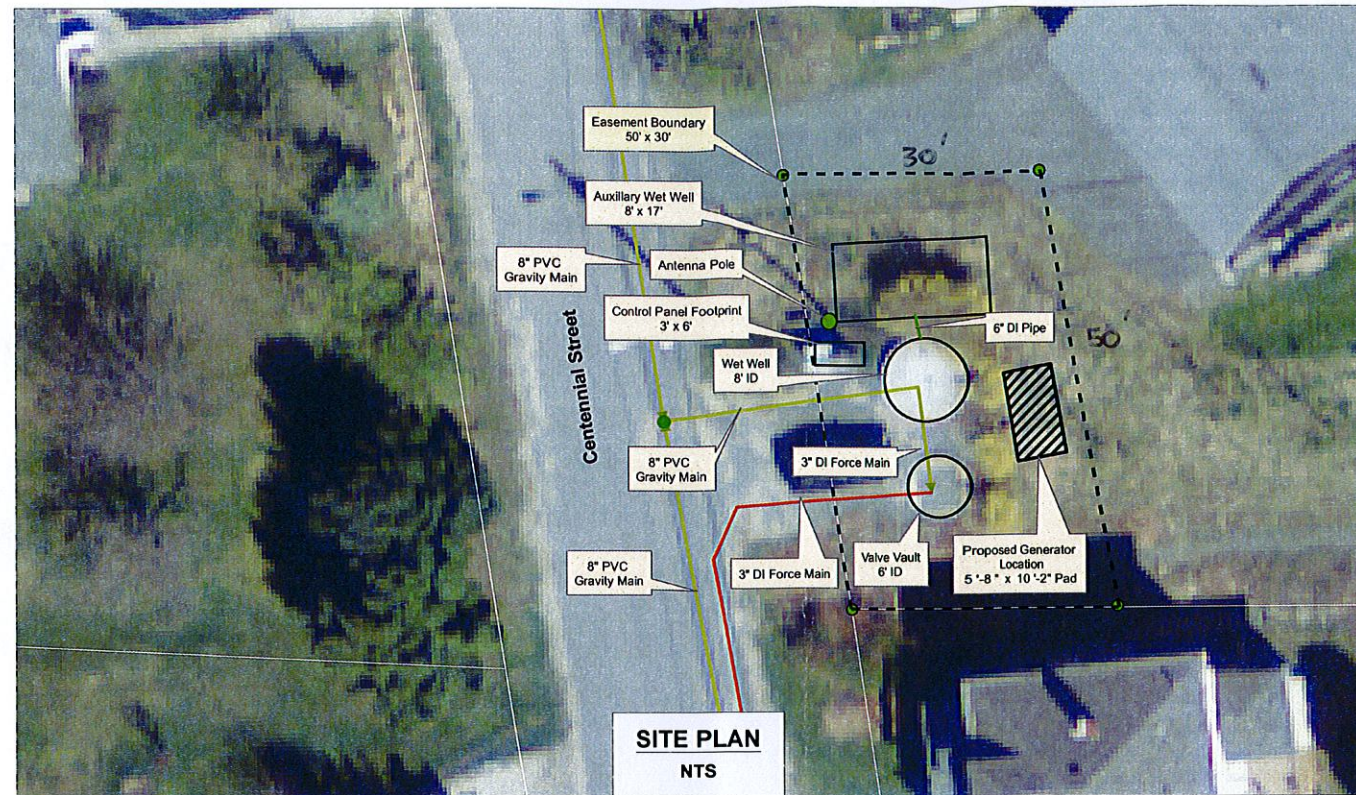 Easement Boundary
50' x 30'
30'
Auxillary Wet Well
8' x 17'
8" PVC
Gravity Main
Antenna Pole
Control Panel Footprint
3' x 6'
6" DI Pipe
50'
Wet Well
8' ID
Centennial Street
8" PVC
Gravity Main
3" DI Force Main
8" PVC
Gravity Main
3" DI Force Main
Valve Vault
6' ID
Proposed Generator
Location
5 '-8 " x 10 '-2" Pad
SITE PLAN
NTS